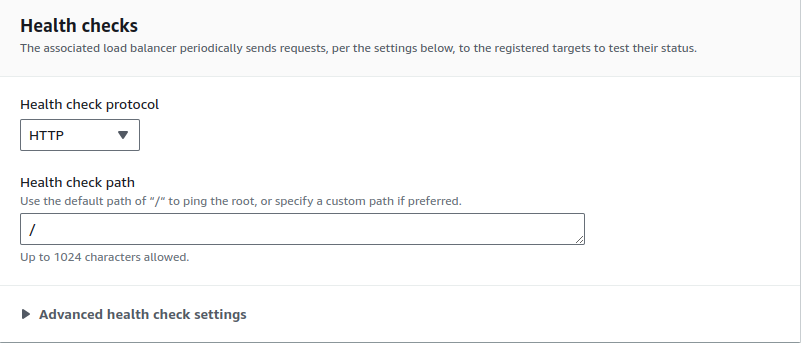 Health checks
The associated load balancer periodically sends requests, per the settings below, to the registered targets to test their status.
Health check protocol
HTTP
Health check path
Use the default path of "/" to ping the root, or specify a custom path if preferred.
/
Up to 1024 characters allowed.
Advanced health check settings